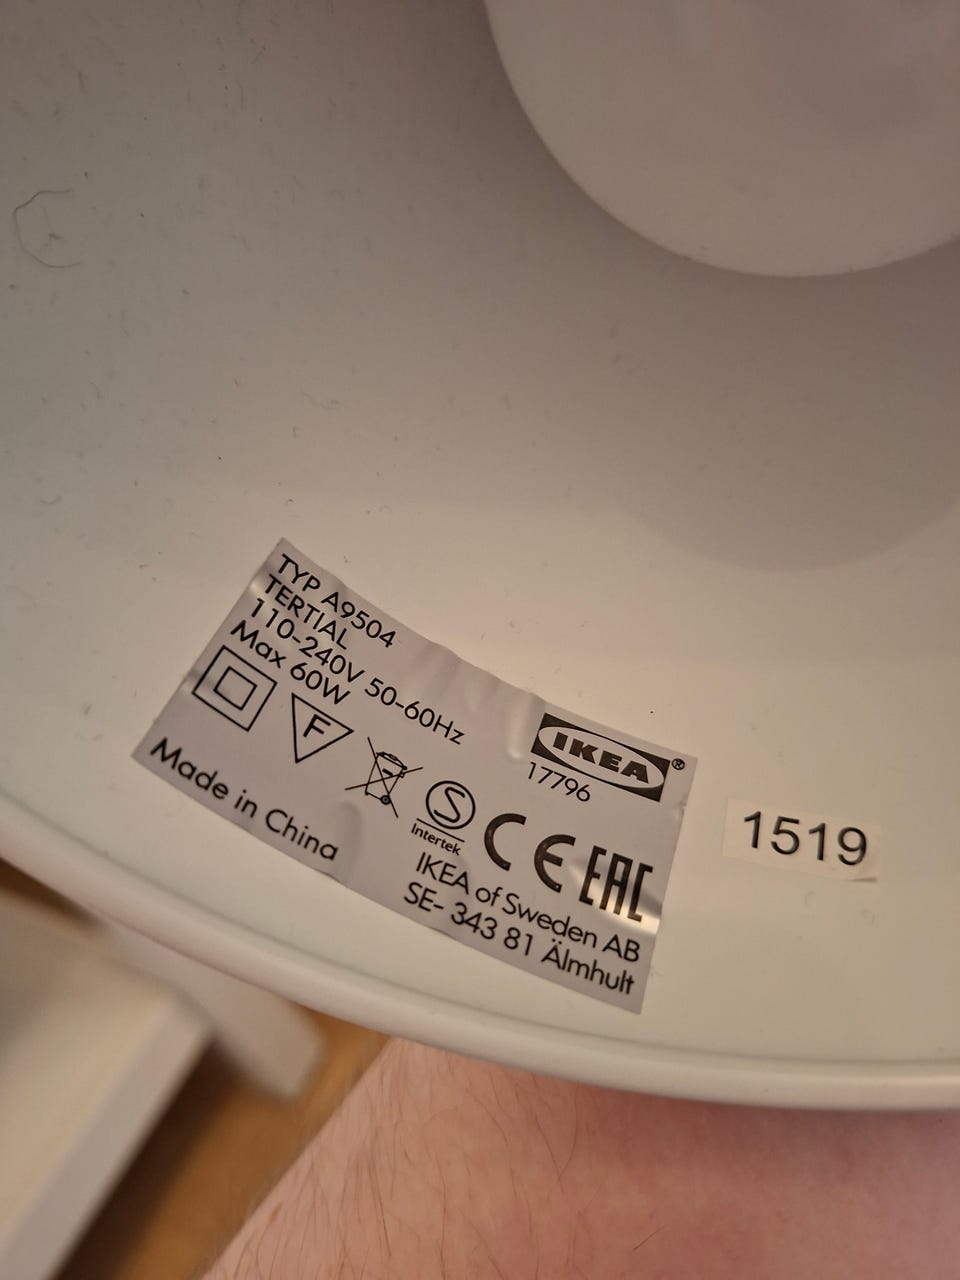 TYP A9504
TERTIAL
110-240V 50-60Hz
Max 60W
F
IKEA®
17796
S
Intertek
CE EAC
Made in China
IKEA of Sweden AB
SE- 343 81 Älmhult
1519